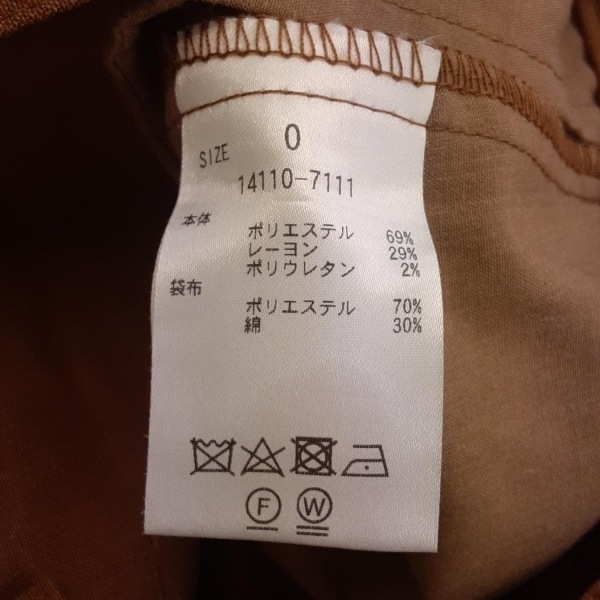 SIZE 0
14110-7111
本体 ポリエステル 69%
レーヨン 29%
ポリウレタン 2%
袋布 ポリエステル 70%
綿 30%
F W